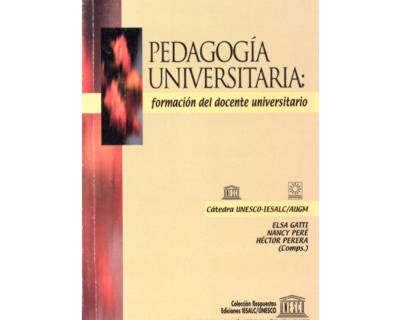 PEDAGOGÍA
UNIVERSITARIA:
formación del docente universitario
Cátedra UNESCO-IESALC/AUGM
ELSA GATTI
NANCY PERÉ
HÉCTOR PERERA
(Comps.)
Colección Respuestas
Ediciones IESALC/UNESCO
UNESCO